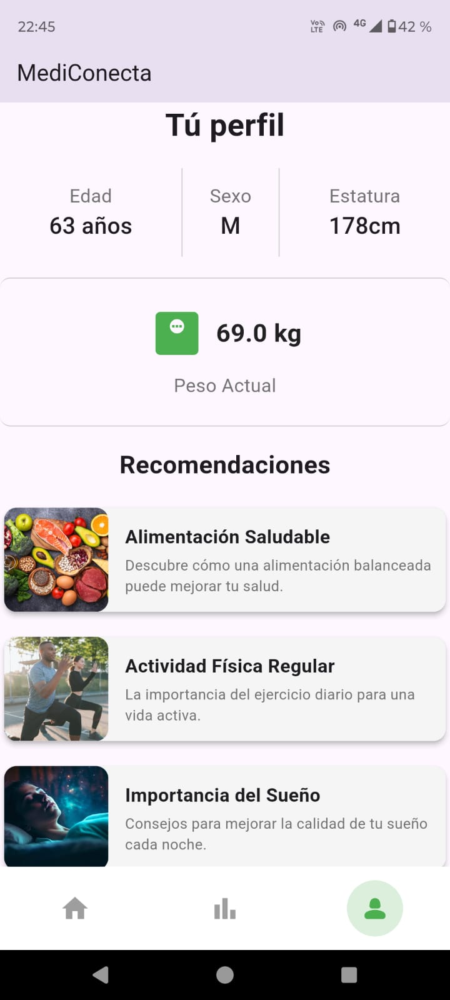 22:45
Vo LTE 4G 42 %
MediConecta
Tú perfil
Edad Sexo Estatura
63 años M 178cm
69.0 kg
Peso Actual
Recomendaciones
Alimentación Saludable
Descubre cómo una alimentación balanceada
puede mejorar tu salud.
Actividad Física Regular
La importancia del ejercicio diario para una
vida activa.
Importancia del Sueño
Consejos para mejorar la calidad de tu sueño
cada noche.